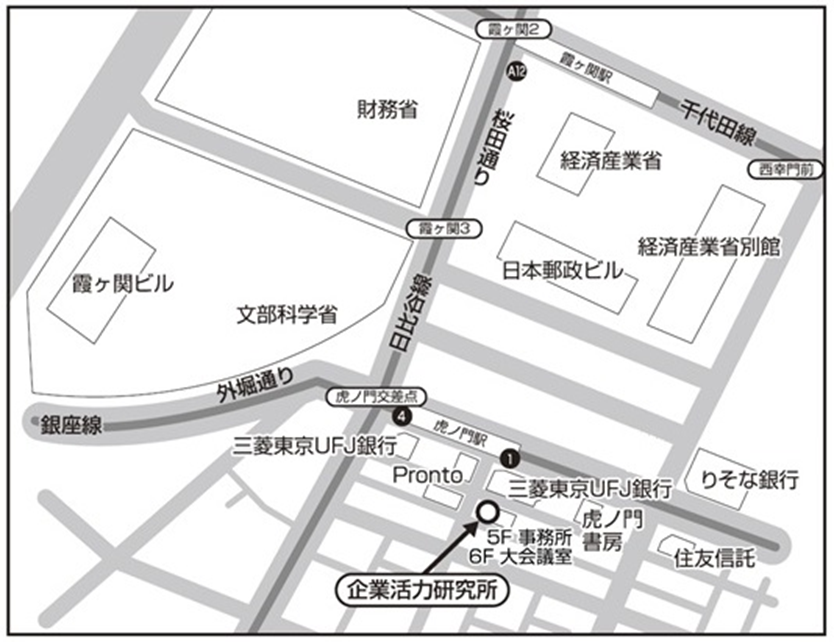 霞ヶ関2
A12
霞ヶ関駅
千代田線
財務省
桜田通り
経済産業省
西幸門前
霞ヶ関3
経済産業省別館
日本郵政ビル
霞ヶ関ビル
文部科学省
日比谷線
外堀通り
虎ノ門交差点
4
銀座線
虎ノ門駅
三菱東京UFJ銀行
1
Pronto
三菱東京UFJ銀行
りそな銀行
虎ノ門
書房
5F 事務所
6F 大会議室
住友信託
企業活力研究所